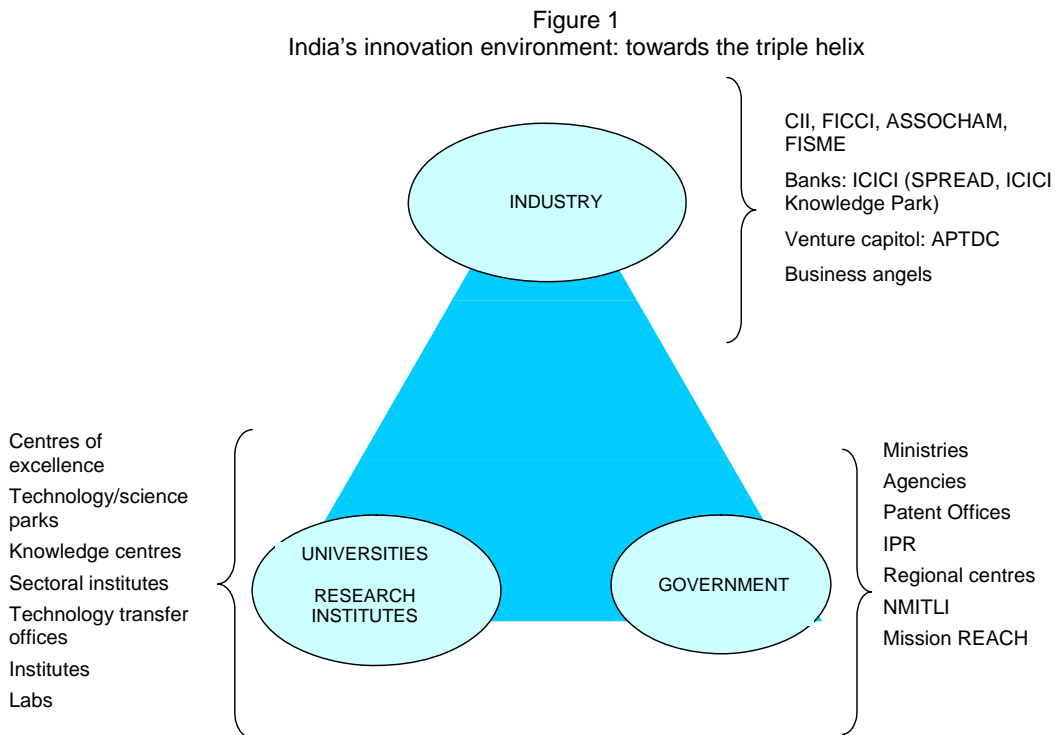 Figure 1
India's innovation environment: towards the triple helix
INDUSTRY
CII, FICCI, ASSOCHAM,
FISME
Banks: ICICI (SPREAD, ICICI
Knowledge Park)
Venture capitol: APTDC
Business angels
Centres of
excellence
Technology/science
parks
Knowledge centres
Sectoral institutes
Technology transfer
offices
Institutes
Labs
UNIVERSITIES
RESEARCH
INSTITUTES
GOVERNMENT
Ministries
Agencies
Patent Offices
IPR
Regional centres
NMITLI
Mission REACH